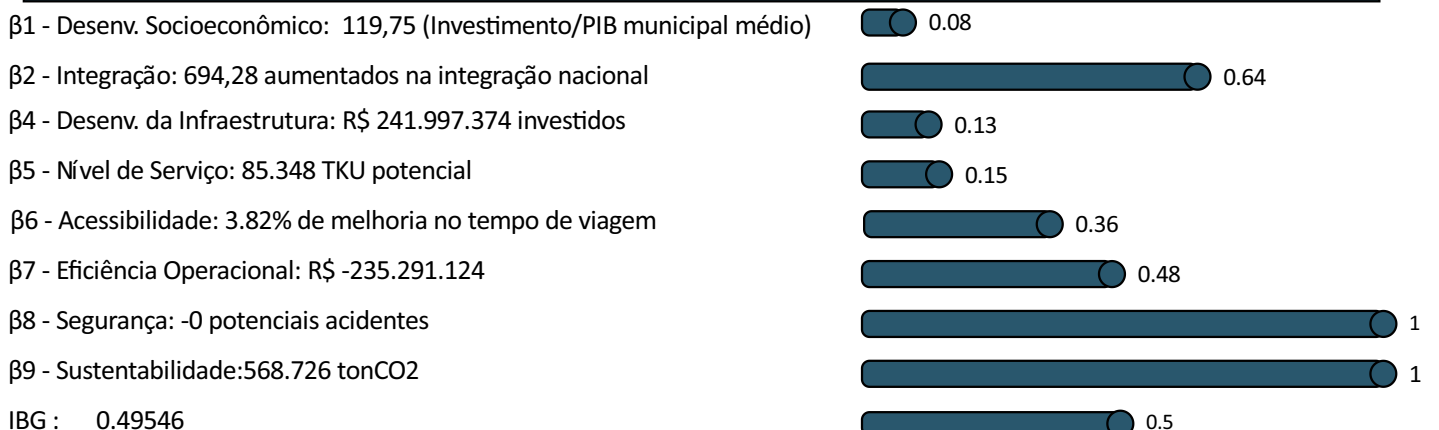 β1 - Desenv. Socioeconômico:  119,75 (Investimento/PIB municipal médio) 0.08
β2 - Integração: 694,28 aumentados na integração nacional 0.64
β4 - Desenv. da Infraestrutura: R$ 241.997.374 investidos 0.13
β5 - Nível de Serviço: 85.348 TKU potencial 0.15
β6 - Acessibilidade: 3.82% de melhoria no tempo de viagem 0.36
β7 - Eficiência Operacional: R$ -235.291.124 0.48
β8 - Segurança: -0 potenciais acidentes 1
β9 - Sustentabilidade:568.726 tonCO2 1
IBG :   0.49546 0.5